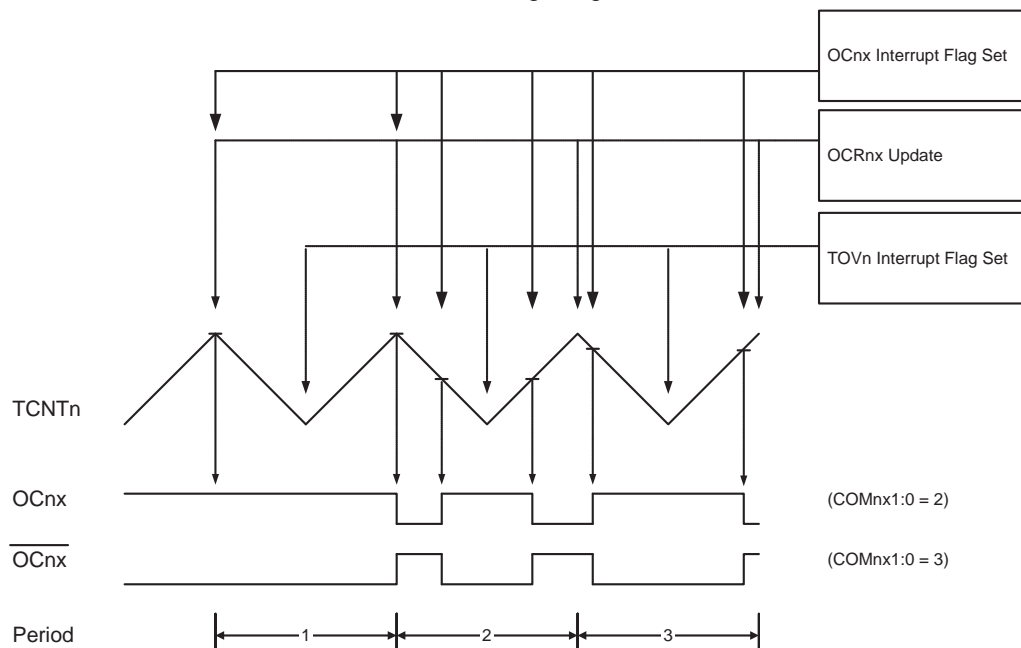 OCnx Interrupt Flag Set
OCRnx Update
TOVn Interrupt Flag Set
TCNTn
OCnx
(COMnx1:0 = 2)
OCnx
(COMnx1:0 = 3)
Period
1
2
3